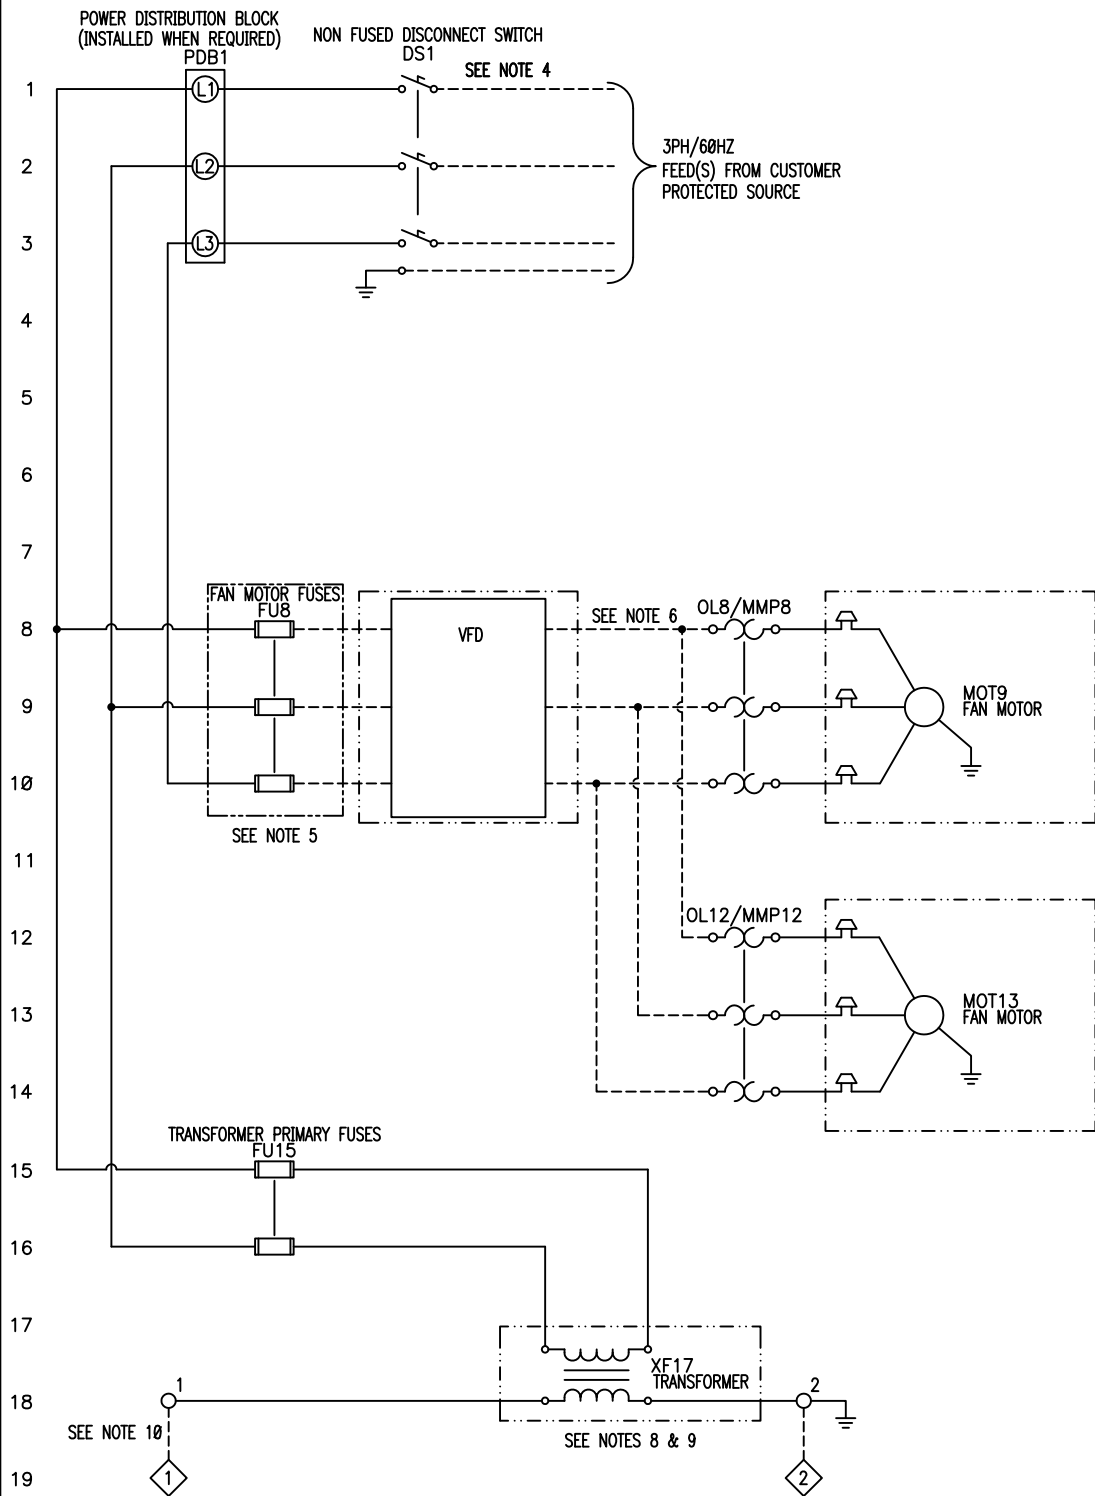 POWER DISTRIBUTION BLOCK
(INSTALLED WHEN REQUIRED)
NON FUSED DISCONNECT SWITCH
PDB1
DS1
SEE NOTE 4
1
L1
2
L2
3PH/60HZ
FEED(S) FROM CUSTOMER
PROTECTED SOURCE
3
L3
4
5
6
7
FAN MOTOR FUSES
FU8
SEE NOTE 6
OL8/MMP8
8
VFD
9
MOT9
FAN MOTOR
10
SEE NOTE 5
11
OL12/MMP12
12
13
MOT13
FAN MOTOR
14
TRANSFORMER PRIMARY FUSES
FU15
15
16
17
XF17
TRANSFORMER
1
2
18
SEE NOTE 10
SEE NOTES 8 & 9
19
1
2